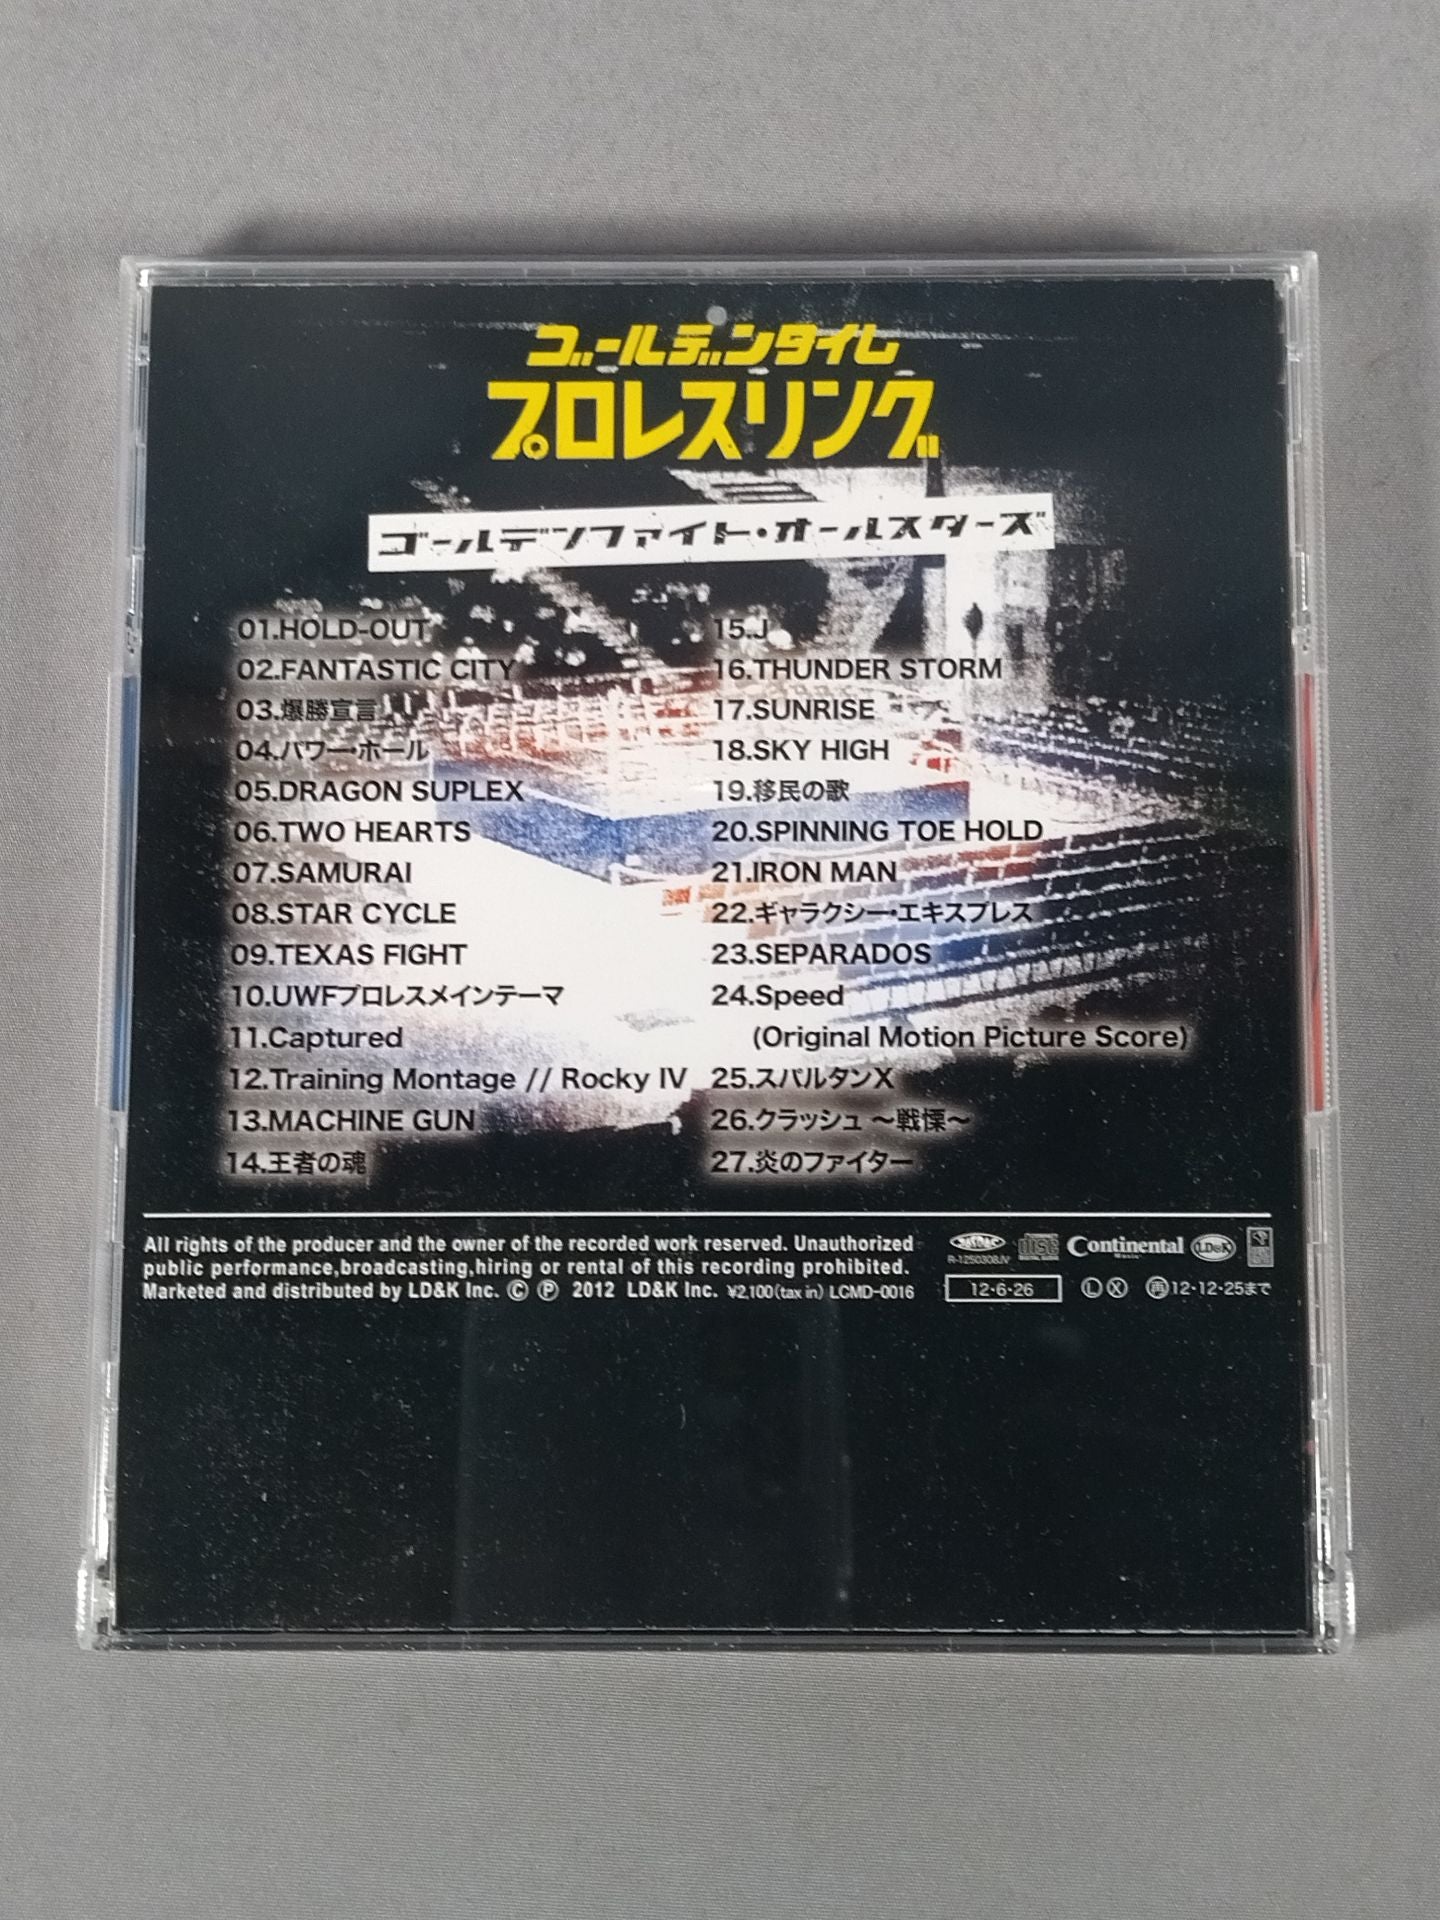 ゴールデンタイム
プロレスリング
ゴールデンファイト・オールスターズ
01.HOLD-OUT
02.FANTASTIC CITY
03.爆勝宣言
04.パワー・ホール
05.DRAGON SUPLEX
06.TWO HEARTS
07.SAMURAI
08.STAR CYCLE
09.TEXAS FIGHT
10.UWFプロレスメインテーマ
11.Captured
12.Training Montage // Rocky IV
13.MACHINE GUN
14.王者の魂
15.J
16.THUNDER STORM
17.SUNRISE
18.SKY HIGH
19.移民の歌
20.SPINNING TOE HOLD
21.IRON MAN
22.ギャラクシー・エキスプレス
23.SEPARADOS
24.Speed
(Original Motion Picture Score)
25.スパルタンX
26.クラッシュ ～戦慄～
27.炎のファイター
All rights of the producer and the owner of the recorded work reserved. Unauthorized
public performance,broadcasting,hiring or rental of this recording prohibited.
Marketed and distributed by LD&K Inc. Ⓒ Ⓟ 2012 LD&K Inc. ¥2,100(tax in) LCMD-0016
JASRAC
R-1250308JV
disc
Continental
LD&K
12・6・26
Ⓛ Ⓧ ㊢12・12・25まで